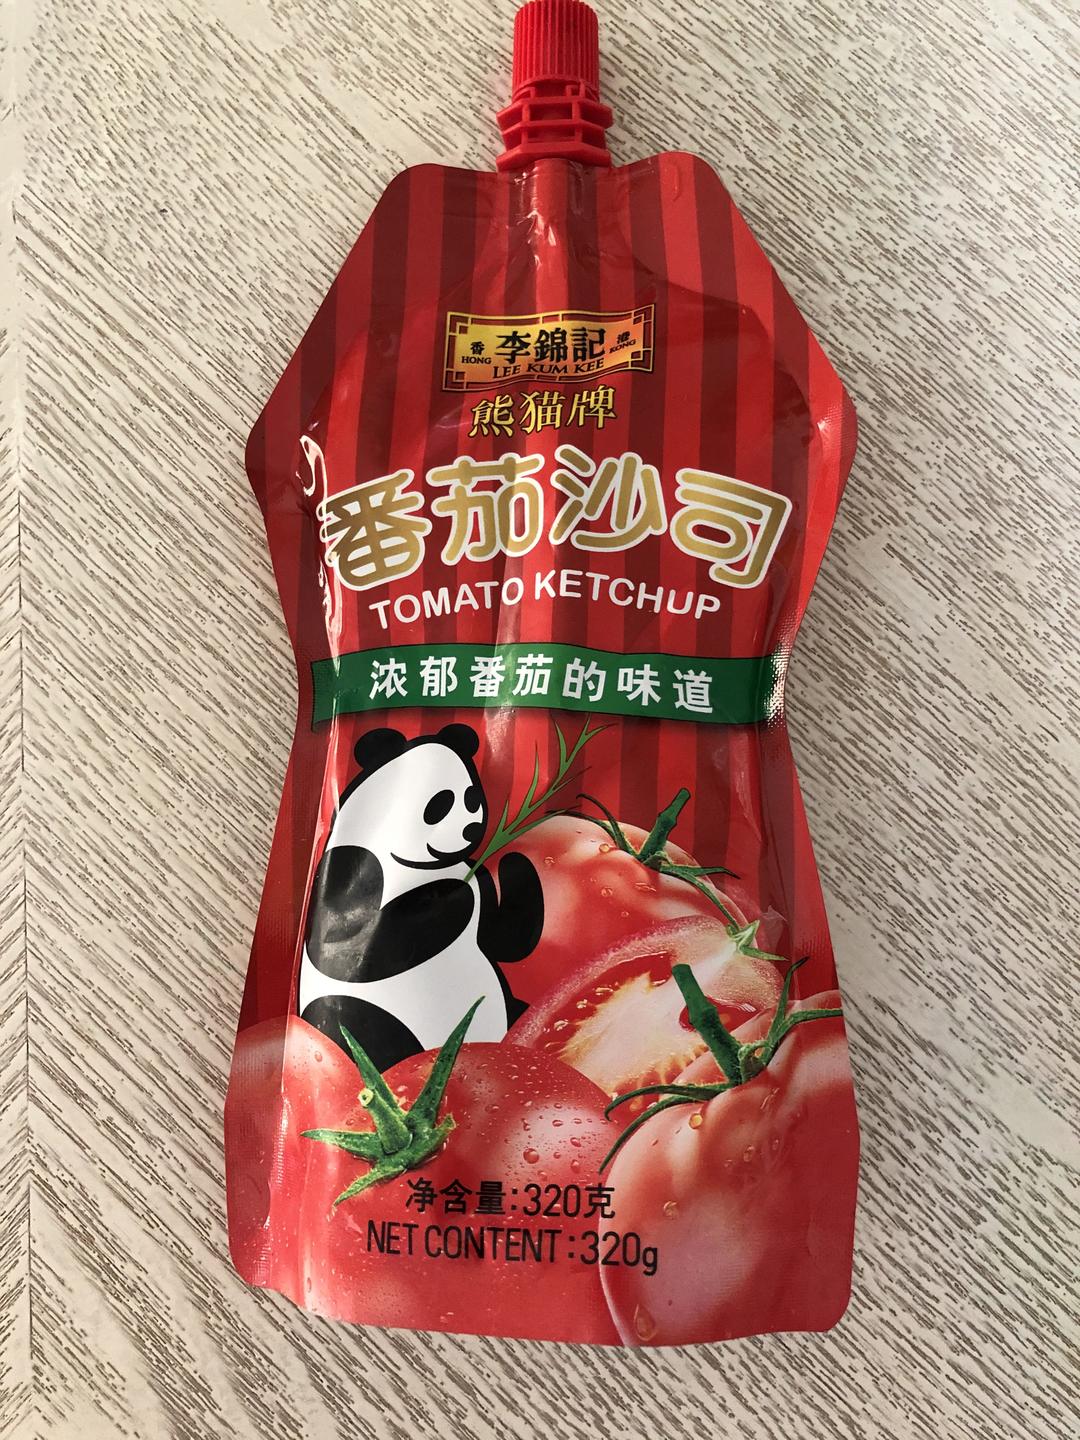 香 李錦記 港
HONG LEE KUM KEE KONG
熊猫牌
番茄沙司
TOMATO KETCHUP
浓郁番茄的味道
净含量:320克
NET CONTENT:320g